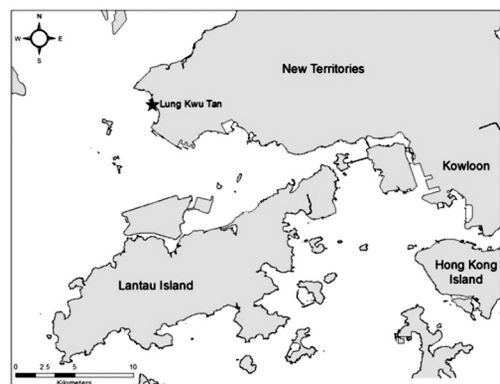 N
W E
S
New Territories
Lung Kwu Tan
Kowloon
Hong Kong
Island
Lantau Island
0 2.5 5 10
Kilometers